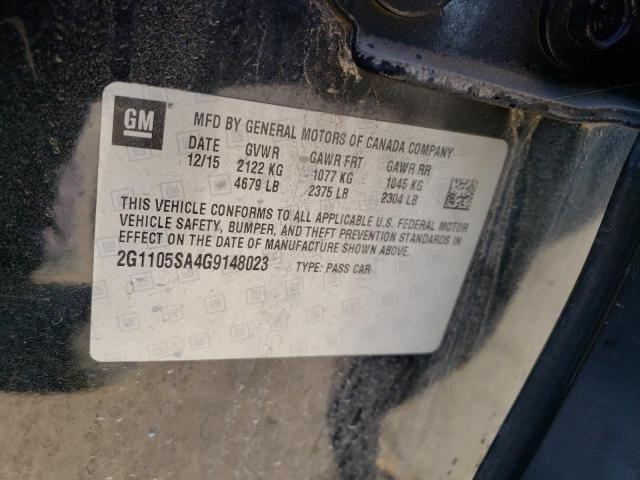 GM ®
MFD BY GENERAL MOTORS OF CANADA COMPANY
DATE GVWR GAWR FRT GAWR RR
12/15 2122 KG 1077 KG 1045 KG
4679 LB 2375 LB 2304 LB
THIS VEHICLE CONFORMS TO ALL APPLICABLE U.S. FEDERAL MOTOR
VEHICLE SAFETY, BUMPER, AND THEFT PREVENTION STANDARDS IN
EFFECT ON THE DATE OF MANUFACTURE SHOWN ABOVE.
2G1105SA4G9148023 TYPE: PASS CAR